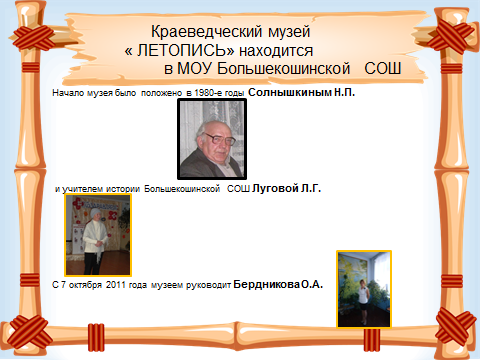 Краеведческий музей
« ЛЕТОПИСЬ» находится
в МОУ Большекошинской СОШ
Начало музея было положено в 1980-е годы Солнышкиным Н.П.
и учителем истории Большекошинской СОШ Луговой Л.Г.
С 7 октября 2011 года музеем руководит Бердникова О.А.